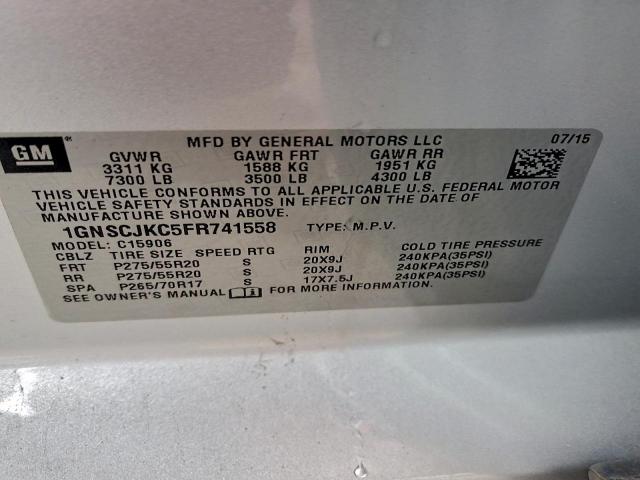 GM ® MFD BY GENERAL MOTORS LLC 07/15
GVWR GAWR FRT GAWR RR
3311 KG 1588 KG 1951 KG
7300 LB 3500 LB 4300 LB
THIS VEHICLE CONFORMS TO ALL APPLICABLE U.S. FEDERAL MOTOR
VEHICLE SAFETY STANDARDS IN EFFECT ON THE DATE OF
MANUFACTURE SHOWN ABOVE.
1GNSCJKC5FR741558 TYPE: M.P.V.
MODEL: C15906
CBLZ TIRE SIZE SPEED RTG RIM COLD TIRE PRESSURE
FRT P275/55R20 S 20X9J 240KPA(35PSI)
RR P275/55R20 S 20X9J 240KPA(35PSI)
SPA P265/70R17 S 17X7.5J 240KPA(35PSI)
SEE OWNER'S MANUAL FOR MORE INFORMATION.